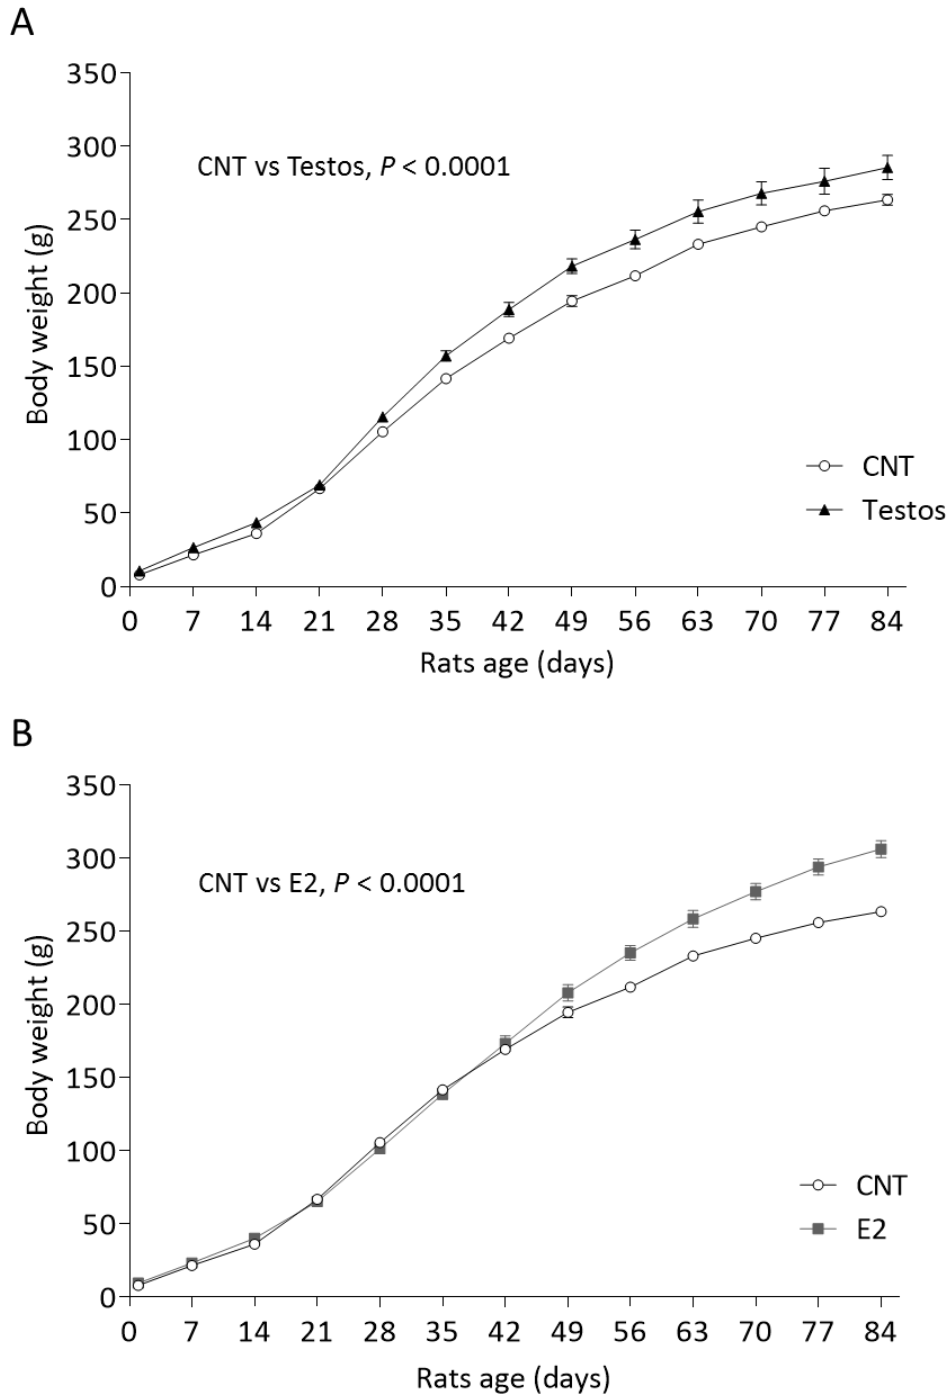 A
350
300
250
200
150
100
50
0
Body weight (g)
CNT vs Testos, P < 0.0001
CNT
Testos
0 7 14 21 28 35 42 49 56 63 70 77 84
Rats age (days)
B
350
300
250
200
150
100
50
0
Body weight (g)
CNT vs E2, P < 0.0001
CNT
E2
0 7 14 21 28 35 42 49 56 63 70 77 84
Rats age (days)